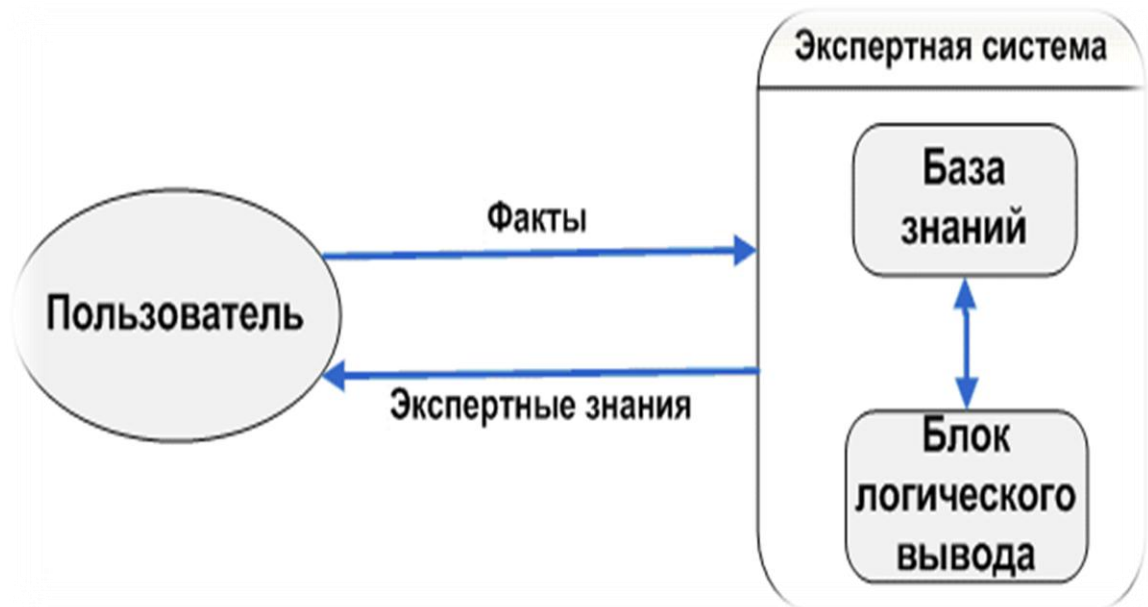 Экспертная система
База
знаний
Факты
Пользователь
Экспертные знания
Блок
логического
вывода